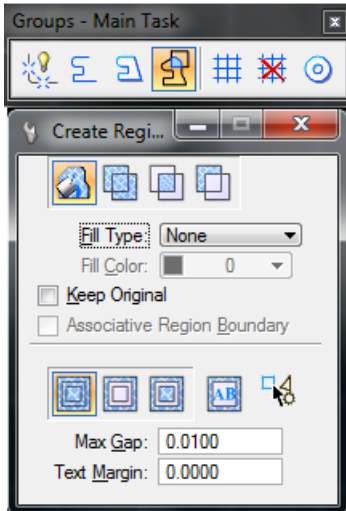 Groups - Main Task
Create Regi...
Fill Type: None
Fill Color: 0
Keep Original
Associative Region Boundary
AB
Max Gap: 0.0100
Text Margin: 0.0000